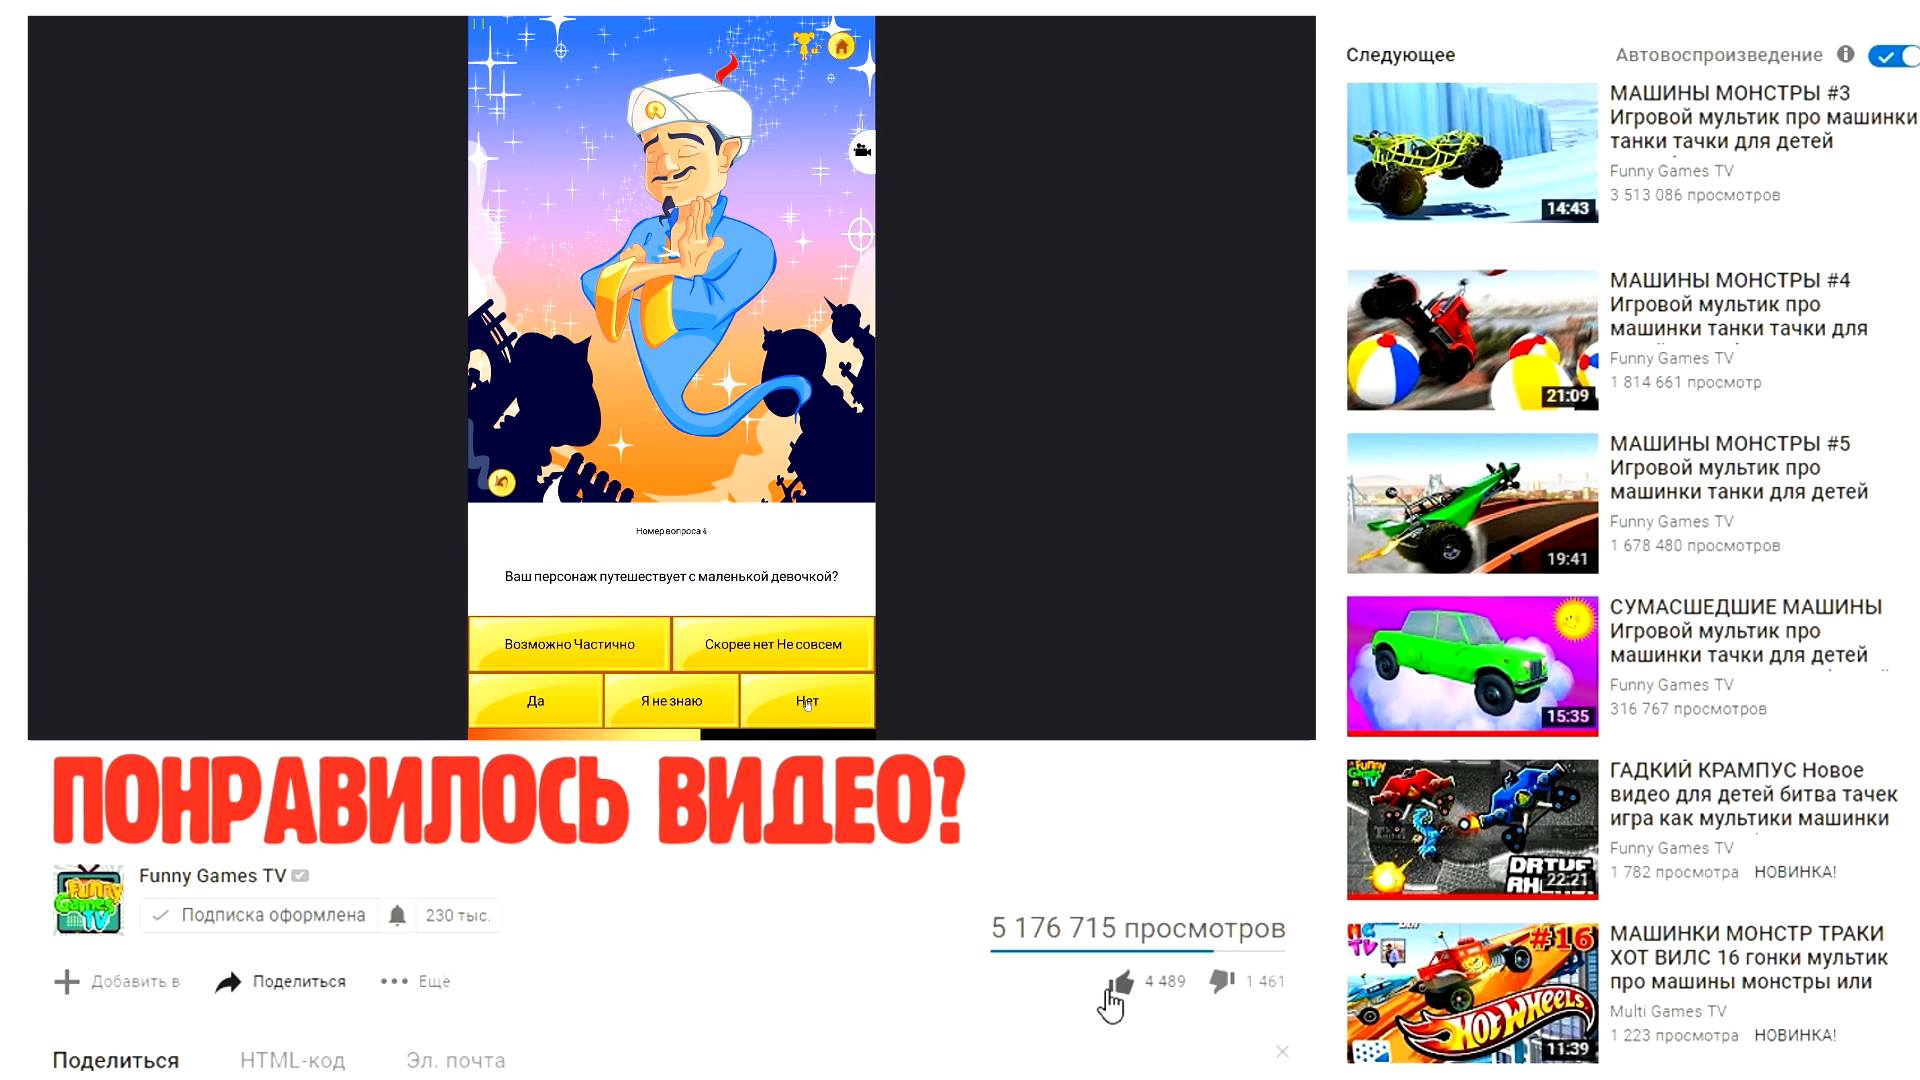 Номер вопроса 4
Ваш персонаж путешествует с маленькой девочкой?
Возможно Частично
Скорее нет Не совсем
Да
Я не знаю
Нет
ПОНРАВИЛОСЬ ВИДЕО?
Funny Games TV
Подписка оформлена
230 тыс.
5 176 715 просмотров
Добавить в
Поделиться
Ещё
4 489
1 461
Поделиться
HTML-код
Эл. почта
Следующее
Автовоспроизведение
14:43
МАШИНЫ МОНСТРЫ #3
Игровой мультик про машинки
танки тачки для детей
Funny Games TV
3 513 086 просмотров
21:09
МАШИНЫ МОНСТРЫ #4
Игровой мультик про
машинки танки тачки для
Funny Games TV
1 814 661 просмотр
19:41
МАШИНЫ МОНСТРЫ #5
Игровой мультик про
машинки танки для детей
Funny Games TV
1 678 480 просмотров
15:35
СУМАСШЕДШИЕ МАШИНЫ
Игровой мультик про
машинки тачки для детей
Funny Games TV
316 767 просмотров
Funny
Games
TV
22:21
ГАДКИЙ КРАМПУС Новое
видео для детей битва тачек
игра как мультики машинки
Funny Games TV
1 782 просмотра НОВИНКА!
#16
HOT WHEELS
11:39
МАШИНКИ МОНСТР ТРАКИ
ХОТ ВИЛС 16 гонки мультик
про машины монстры или
Multi Games TV
1 223 просмотра НОВИНКА!